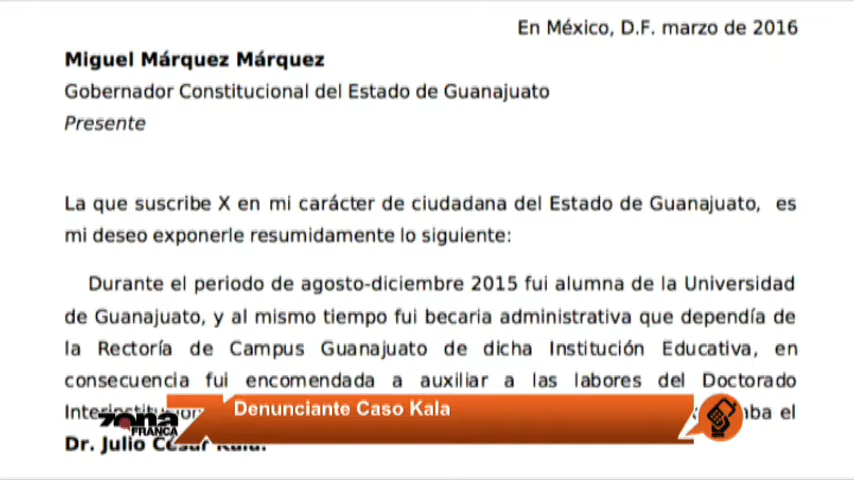 En México, D.F. marzo de 2016
Miguel Márquez Márquez
Gobernador Constitucional del Estado de Guanajuato
Presente
La que suscribe X en mi carácter de ciudadana del Estado de Guanajuato, es
mi deseo exponerle resumidamente lo siguiente:
Durante el periodo de agosto-diciembre 2015 fui alumna de la Universidad
de Guanajuato, y al mismo tiempo fui becaria administrativa que dependía de
la Rectoría de Campus Guanajuato de dicha Institución Educativa, en
consecuencia fui encomendada a auxiliar a las labores del Doctorado
el
Dr. Julio César Kala.
Denunciante Caso Kala
zona
FRANCA